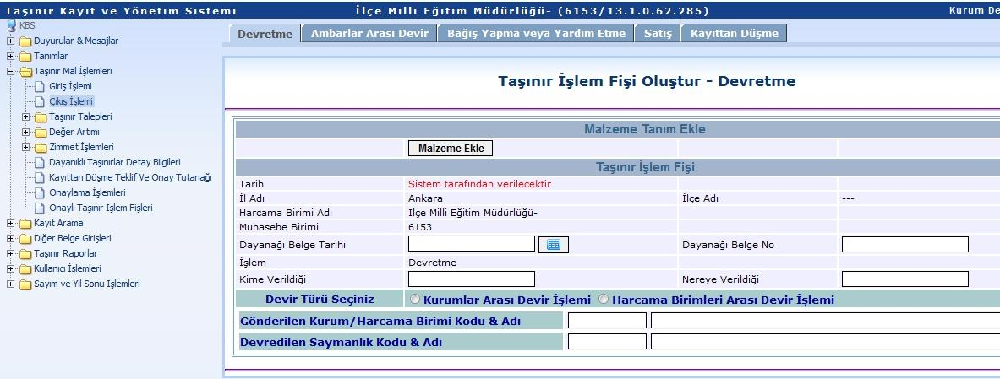 Taşınır Kayıt ve Yönetim Sistemi İlçe Milli Eğitim Müdürlüğü- (6153/13.1.0.62.285) Kurum De
KBS
Duyurular & Mesajlar
Tanımlar
Taşınır Mal İşlemleri
Giriş İşlemi
Çıkış İşlemi
Taşınır Talepleri
Değer Artımı
Zimmet İşlemleri
Dayanıklı Taşınırlar Detay Bilgileri
Kayıttan Düşme Teklif Ve Onay Tutanağı
Onaylama İşlemleri
Onaylı Taşınır İşlem Fişleri
Kayıt Arama
Diğer Belge Girişleri
Taşınır Raporlar
Kullanıcı İşlemleri
Sayım ve Yıl Sonu İşlemleri
Devretme Ambarlar Arası Devir Bağış Yapma veya Yardım Etme Satış Kayıttan Düşme
Taşınır İşlem Fişi Oluştur - Devretme
Malzeme Tanım Ekle
Malzeme Ekle
Taşınır İşlem Fişi
Tarih Sistem tarafından verilecektir
İl Adı Ankara İlçe Adı ---
Harcama Birimi Adı İlçe Milli Eğitim Müdürlüğü-
Muhasebe Birimi 6153
Dayanağı Belge Tarihi Dayanağı Belge No
İşlem Devretme
Kime Verildiği Nereye Verildiği
Devir Türü Seçiniz Kurumlar Arası Devir İşlemi Harcama Birimleri Arası Devir İşlemi
Gönderilen Kurum/Harcama Birimi Kodu & Adı
Devredilen Saymanlık Kodu & Adı